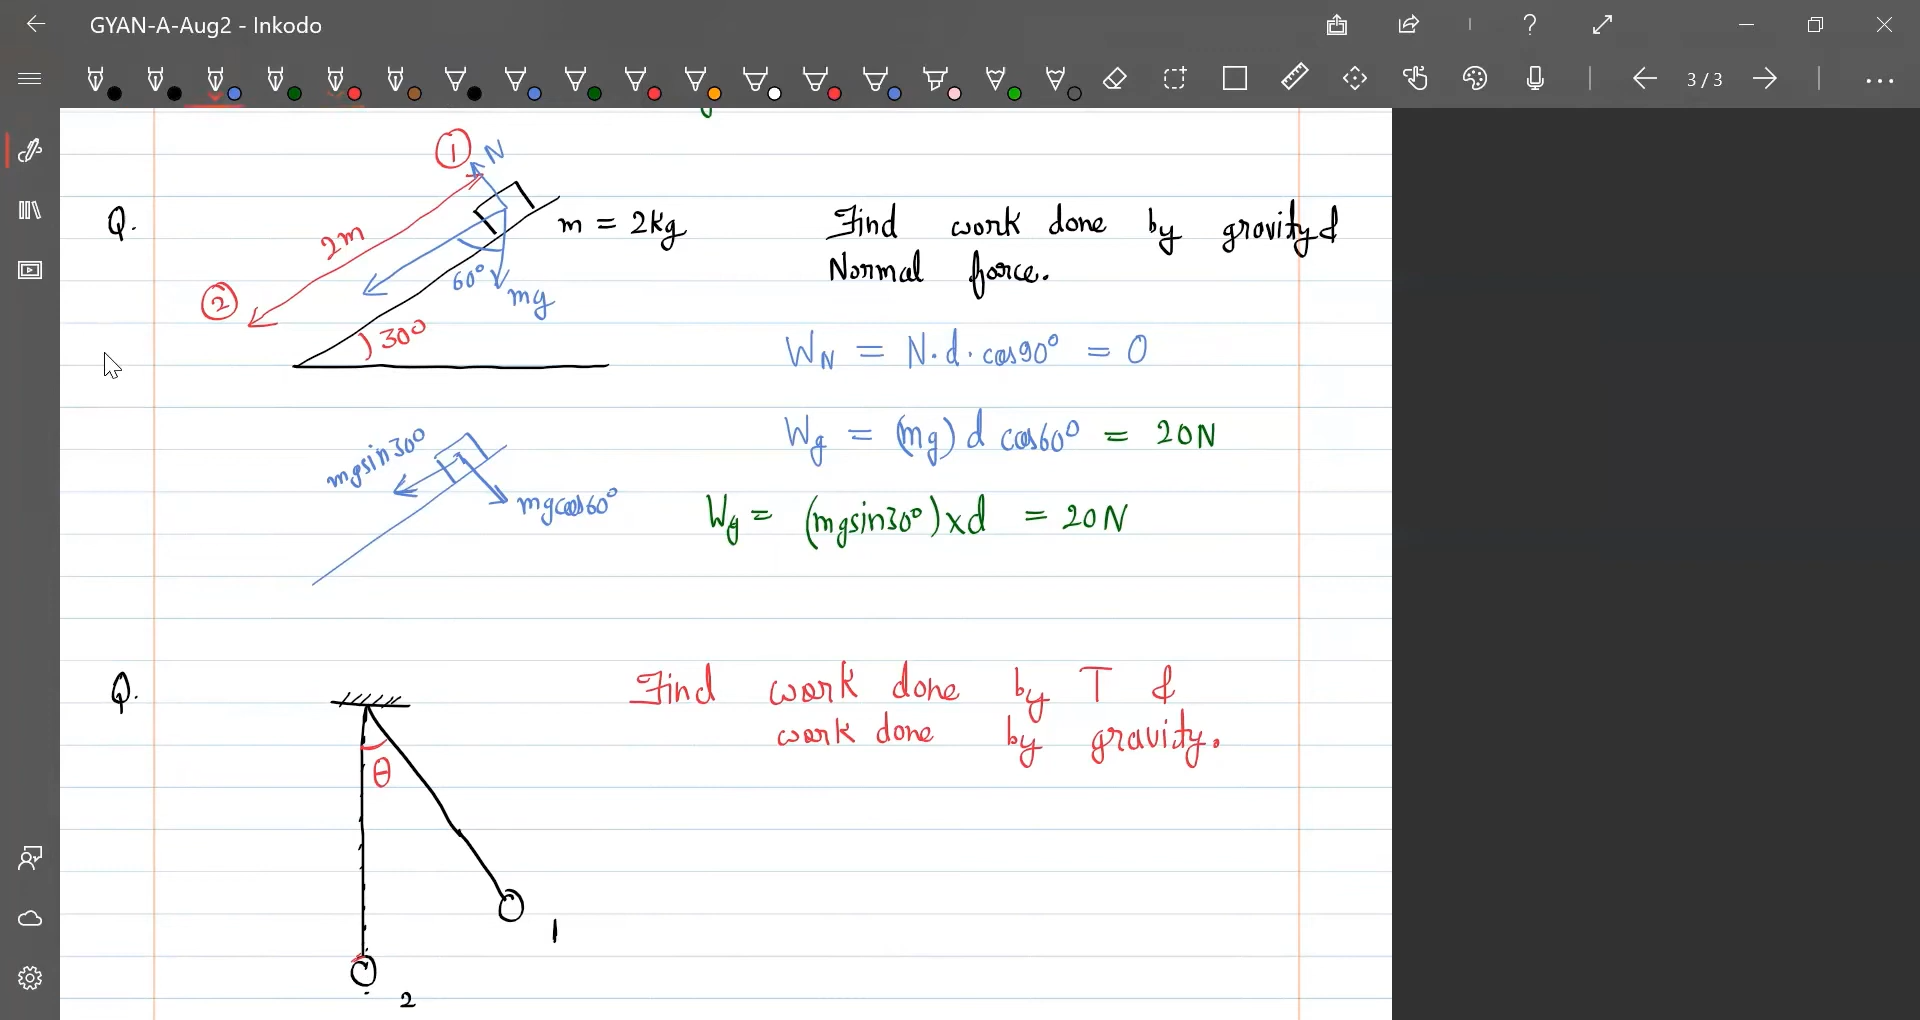 GYAN-A-Aug2 - Inkodo
3 / 3
1
N
Q.
2m
m = 2kg
Find work done by gravity &
Normal force.
60°
mg
2
30°
W_N = N·d·cos90° = 0
W_g = (mg) d cos60° = 20N
mgsin30°
mgcos60°
W_g = (mgsin30°)xd = 20N
Q.
Find work done by T &
work done by gravity.
θ
1
2